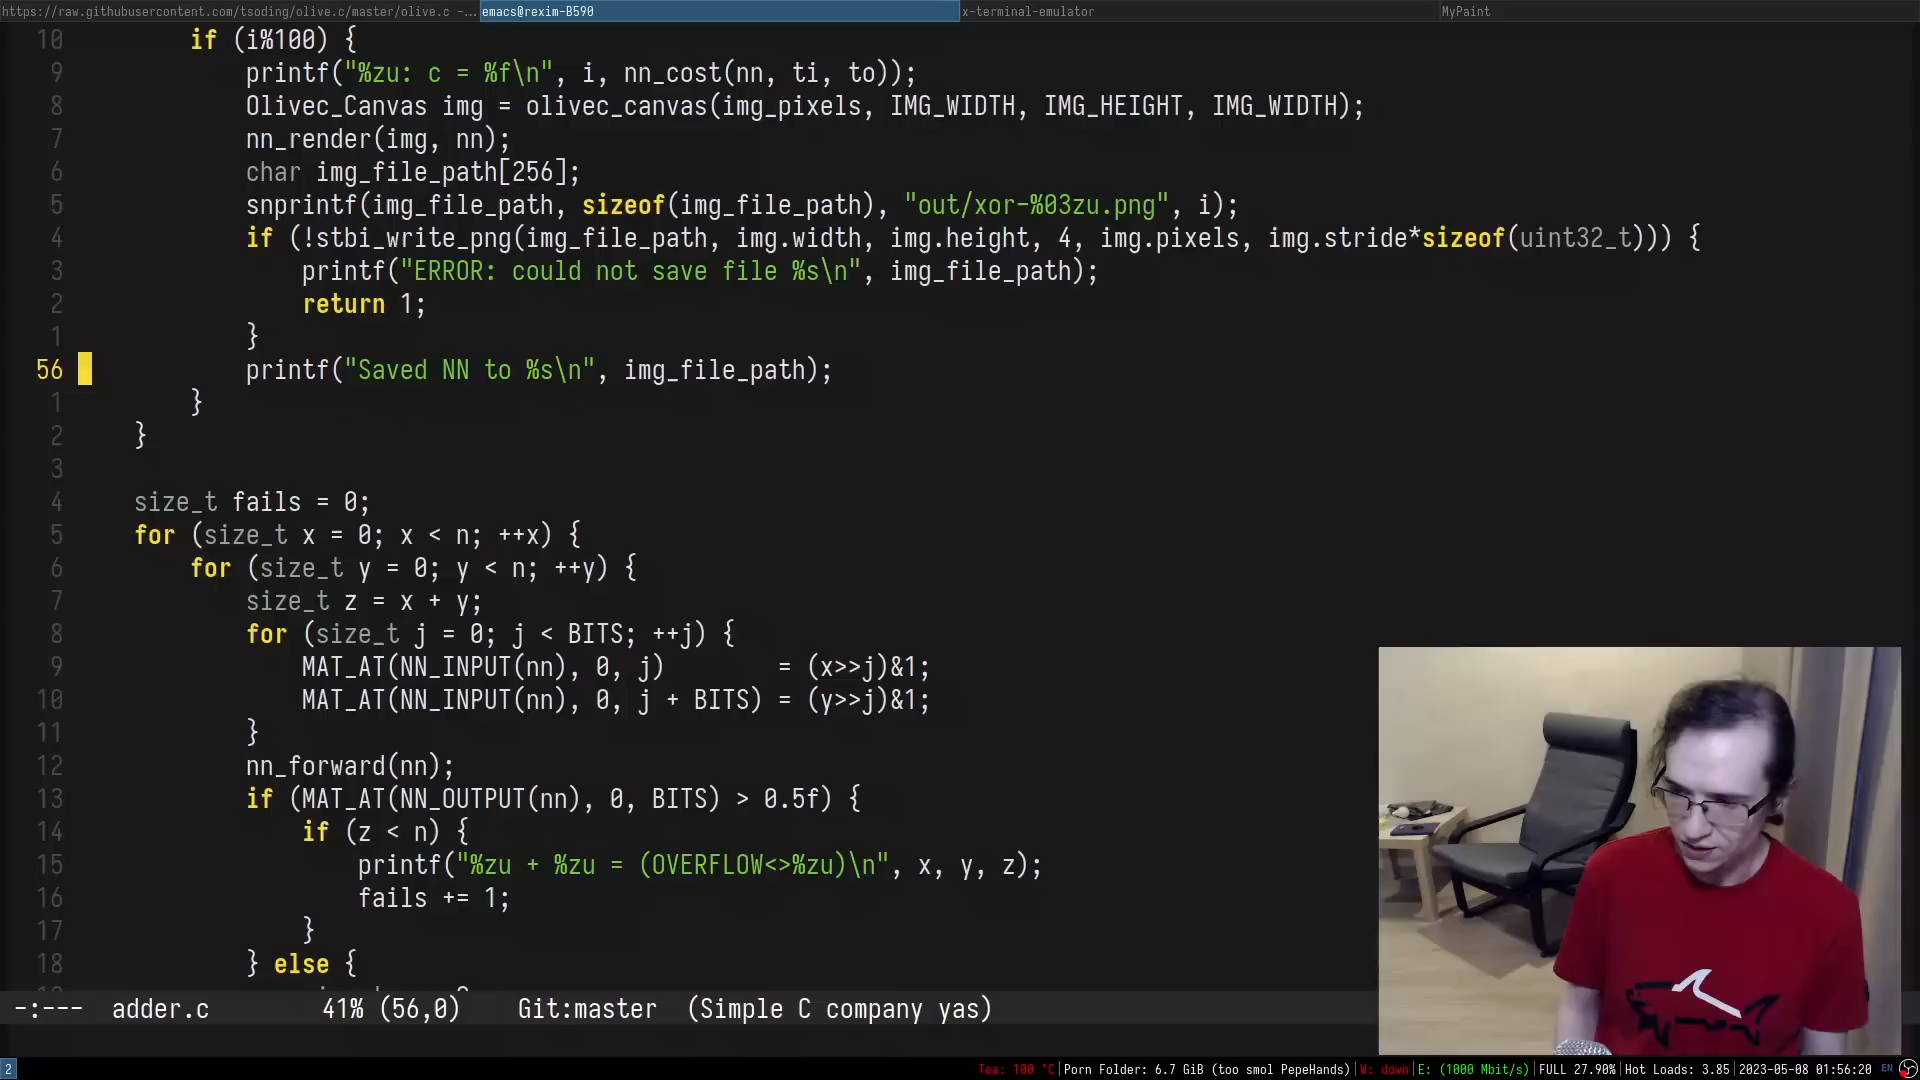 https://raw.githubusercontent.com/tsoding/olive.c/master/olive.c -... emacs@rexim-B590 x-terminal-emulator MyPaint
10 if (i%100) {
9 printf("%zu: c = %f\n", i, nn_cost(nn, ti, to));
8 Olivec_Canvas img = olivec_canvas(img_pixels, IMG_WIDTH, IMG_HEIGHT, IMG_WIDTH);
7 nn_render(img, nn);
6 char img_file_path[256];
5 snprintf(img_file_path, sizeof(img_file_path), "out/xor-%03zu.png", i);
4 if (!stbi_write_png(img_file_path, img.width, img.height, 4, img.pixels, img.stride*sizeof(uint32_t))) {
3 printf("ERROR: could not save file %s\n", img_file_path);
2 return 1;
1 }
56 printf("Saved NN to %s\n", img_file_path);
1 }
2 }
3
4 size_t fails = 0;
5 for (size_t x = 0; x < n; ++x) {
6 for (size_t y = 0; y < n; ++y) {
7 size_t z = x + y;
8 for (size_t j = 0; j < BITS; ++j) {
9 MAT_AT(NN_INPUT(nn), 0, j) = (x>>j)&1;
10 MAT_AT(NN_INPUT(nn), 0, j + BITS) = (y>>j)&1;
11 }
12 nn_forward(nn);
13 if (MAT_AT(NN_OUTPUT(nn), 0, BITS) > 0.5f) {
14 if (z < n) {
15 printf("%zu + %zu = (OVERFLOW<>%zu)\n", x, y, z);
16 fails += 1;
17 }
18 } else {
-:--- adder.c 41% (56,0) Git:master (Simple C company yas)
2 Tea: 100 °C|Porn Folder: 6.7 GiB (too smol PepeHands)|W: down|E: (1000 Mbit/s)|FULL 27.90%|Hot Loads: 3.85|2023-05-08 01:56:20 EN